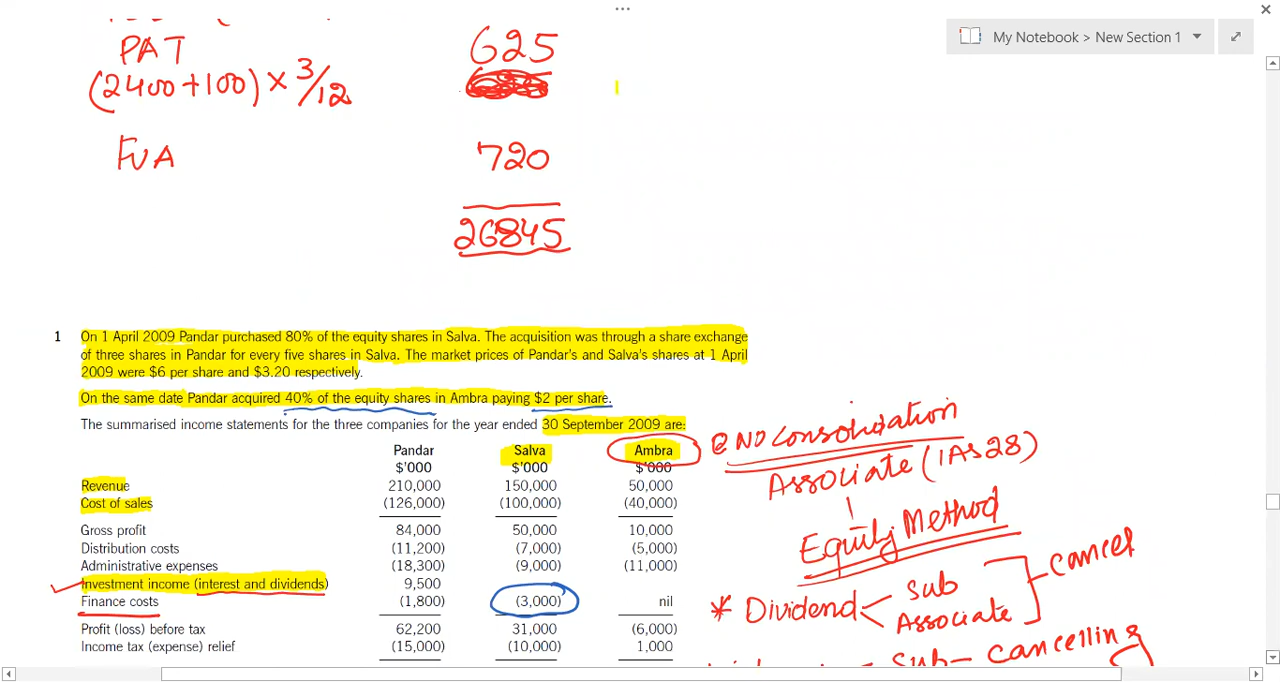 ...
My Notebook > New Section 1
PAT 625
(2400+100) × 3/12
FVA 720
26845
1 On 1 April 2009 Pandar purchased 80% of the equity shares in Salva. The acquisition was through a share exchange
of three shares in Pandar for every five shares in Salva. The market prices of Pandar's and Salva's shares at 1 April
2009 were $6 per share and $3.20 respectively.
On the same date Pandar acquired 40% of the equity shares in Ambra paying $2 per share.
The summarised income statements for the three companies for the year ended 30 September 2009 are:
Pandar Salva Ambra
$'000 $'000 $'000
Revenue 210,000 150,000 50,000
Cost of sales (126,000) (100,000) (40,000)
Gross profit 84,000 50,000 10,000
Distribution costs (11,200) (7,000) (5,000)
Administrative expenses (18,300) (9,000) (11,000)
Investment income (interest and dividends) 9,500
Finance costs (1,800) (3,000) nil
Profit (loss) before tax 62,200 31,000 (6,000)
Income tax (expense) relief (15,000) (10,000) 1,000
NO Consolidation
Associate (IAS28)
Equity Method
* Dividend < Sub
Associate
cancel
Sub – cancelling